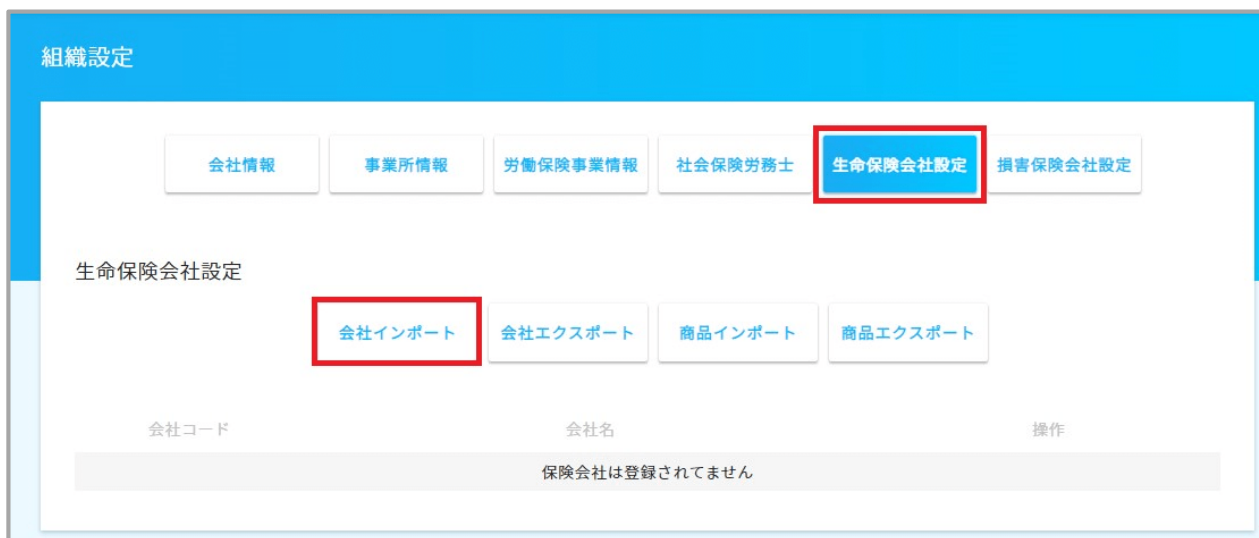 組織設定
会社情報 事業所情報 労働保険事業情報 社会保険労務士 生命保険会社設定 損害保険会社設定
生命保険会社設定
会社インポート 会社エクスポート 商品インポート 商品エクスポート
会社コード 会社名 操作
保険会社は登録されてません